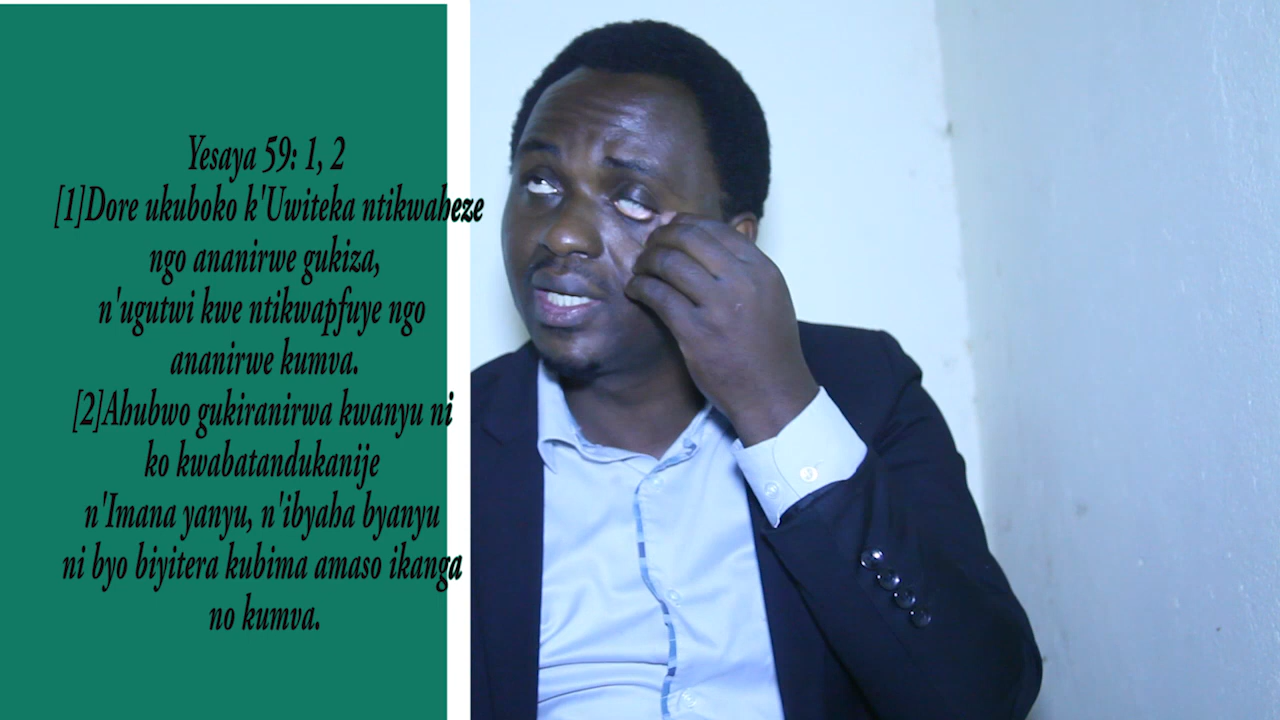 Yesaya 59: 1, 2
[1]Dore ukuboko k'Uwiteka ntikwaheze
ngo ananirwe gukiza,
n'ugutwi kwe ntikwapfuye ngo
ananirwe kumva.
[2]Ahubwo gukiranirwa kwanyu ni
ko kwabatandukanije
n'Imana yanyu, n'ibyaha byanyu
ni byo biyitera kubima amaso ikanga
no kumva.